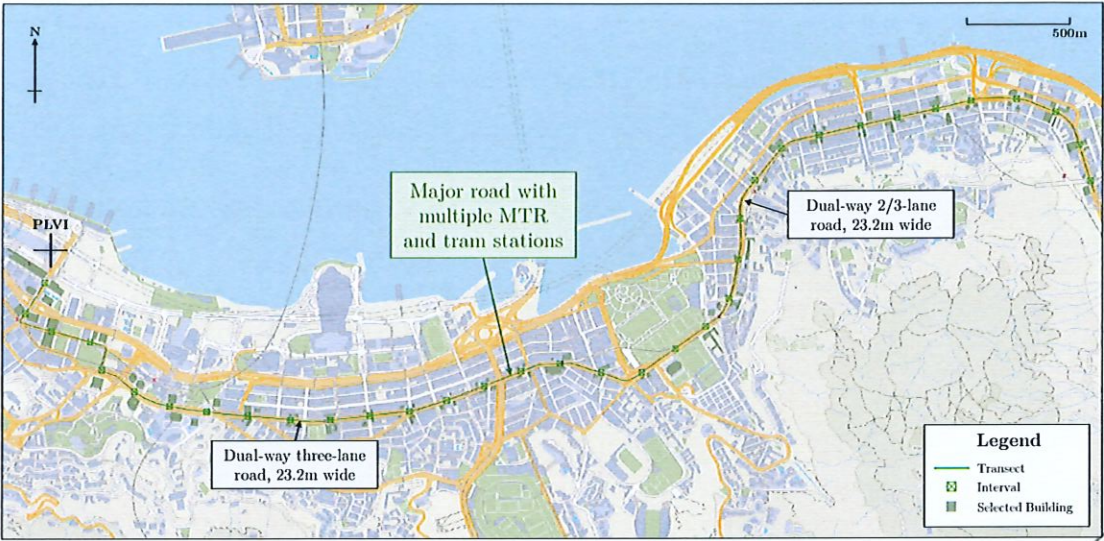 N
500m
PLVI
Major road with
multiple MTR
and tram stations
Dual-way 2/3-lane
road, 23.2m wide
Dual-way three-lane
road, 23.2m wide
Legend
Transect
Interval
Selected Building